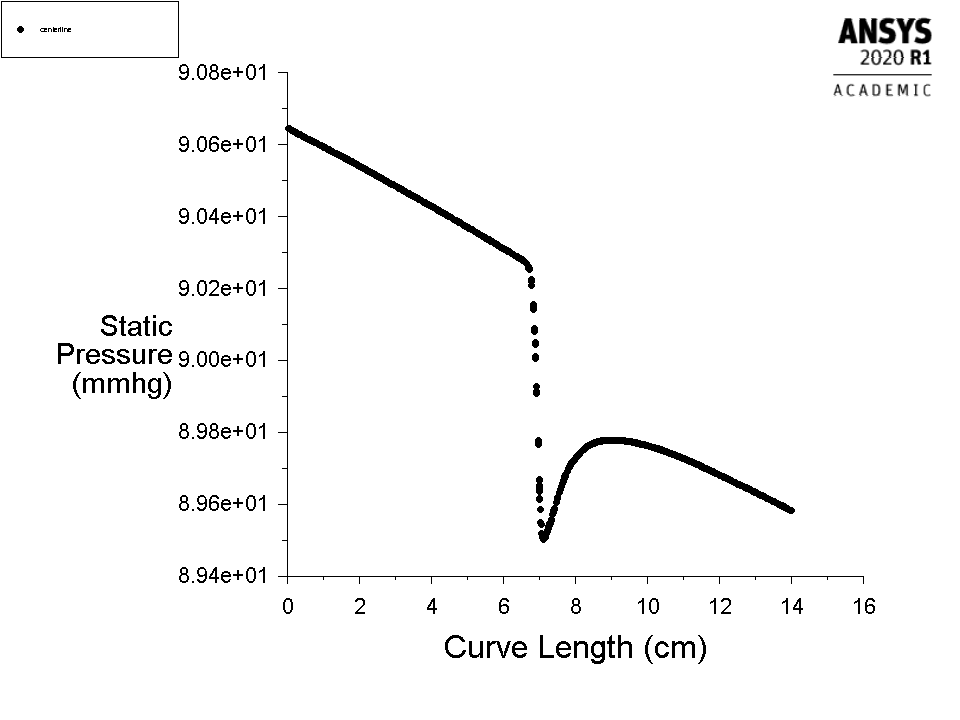 centerline
ANSYS
2020 R1
ACADEMIC
9.08e+01
9.06e+01
9.04e+01
9.02e+01
9.00e+01
8.98e+01
8.96e+01
8.94e+01
Static
Pressure
(mmhg)
0 2 4 6 8 10 12 14 16
Curve Length (cm)